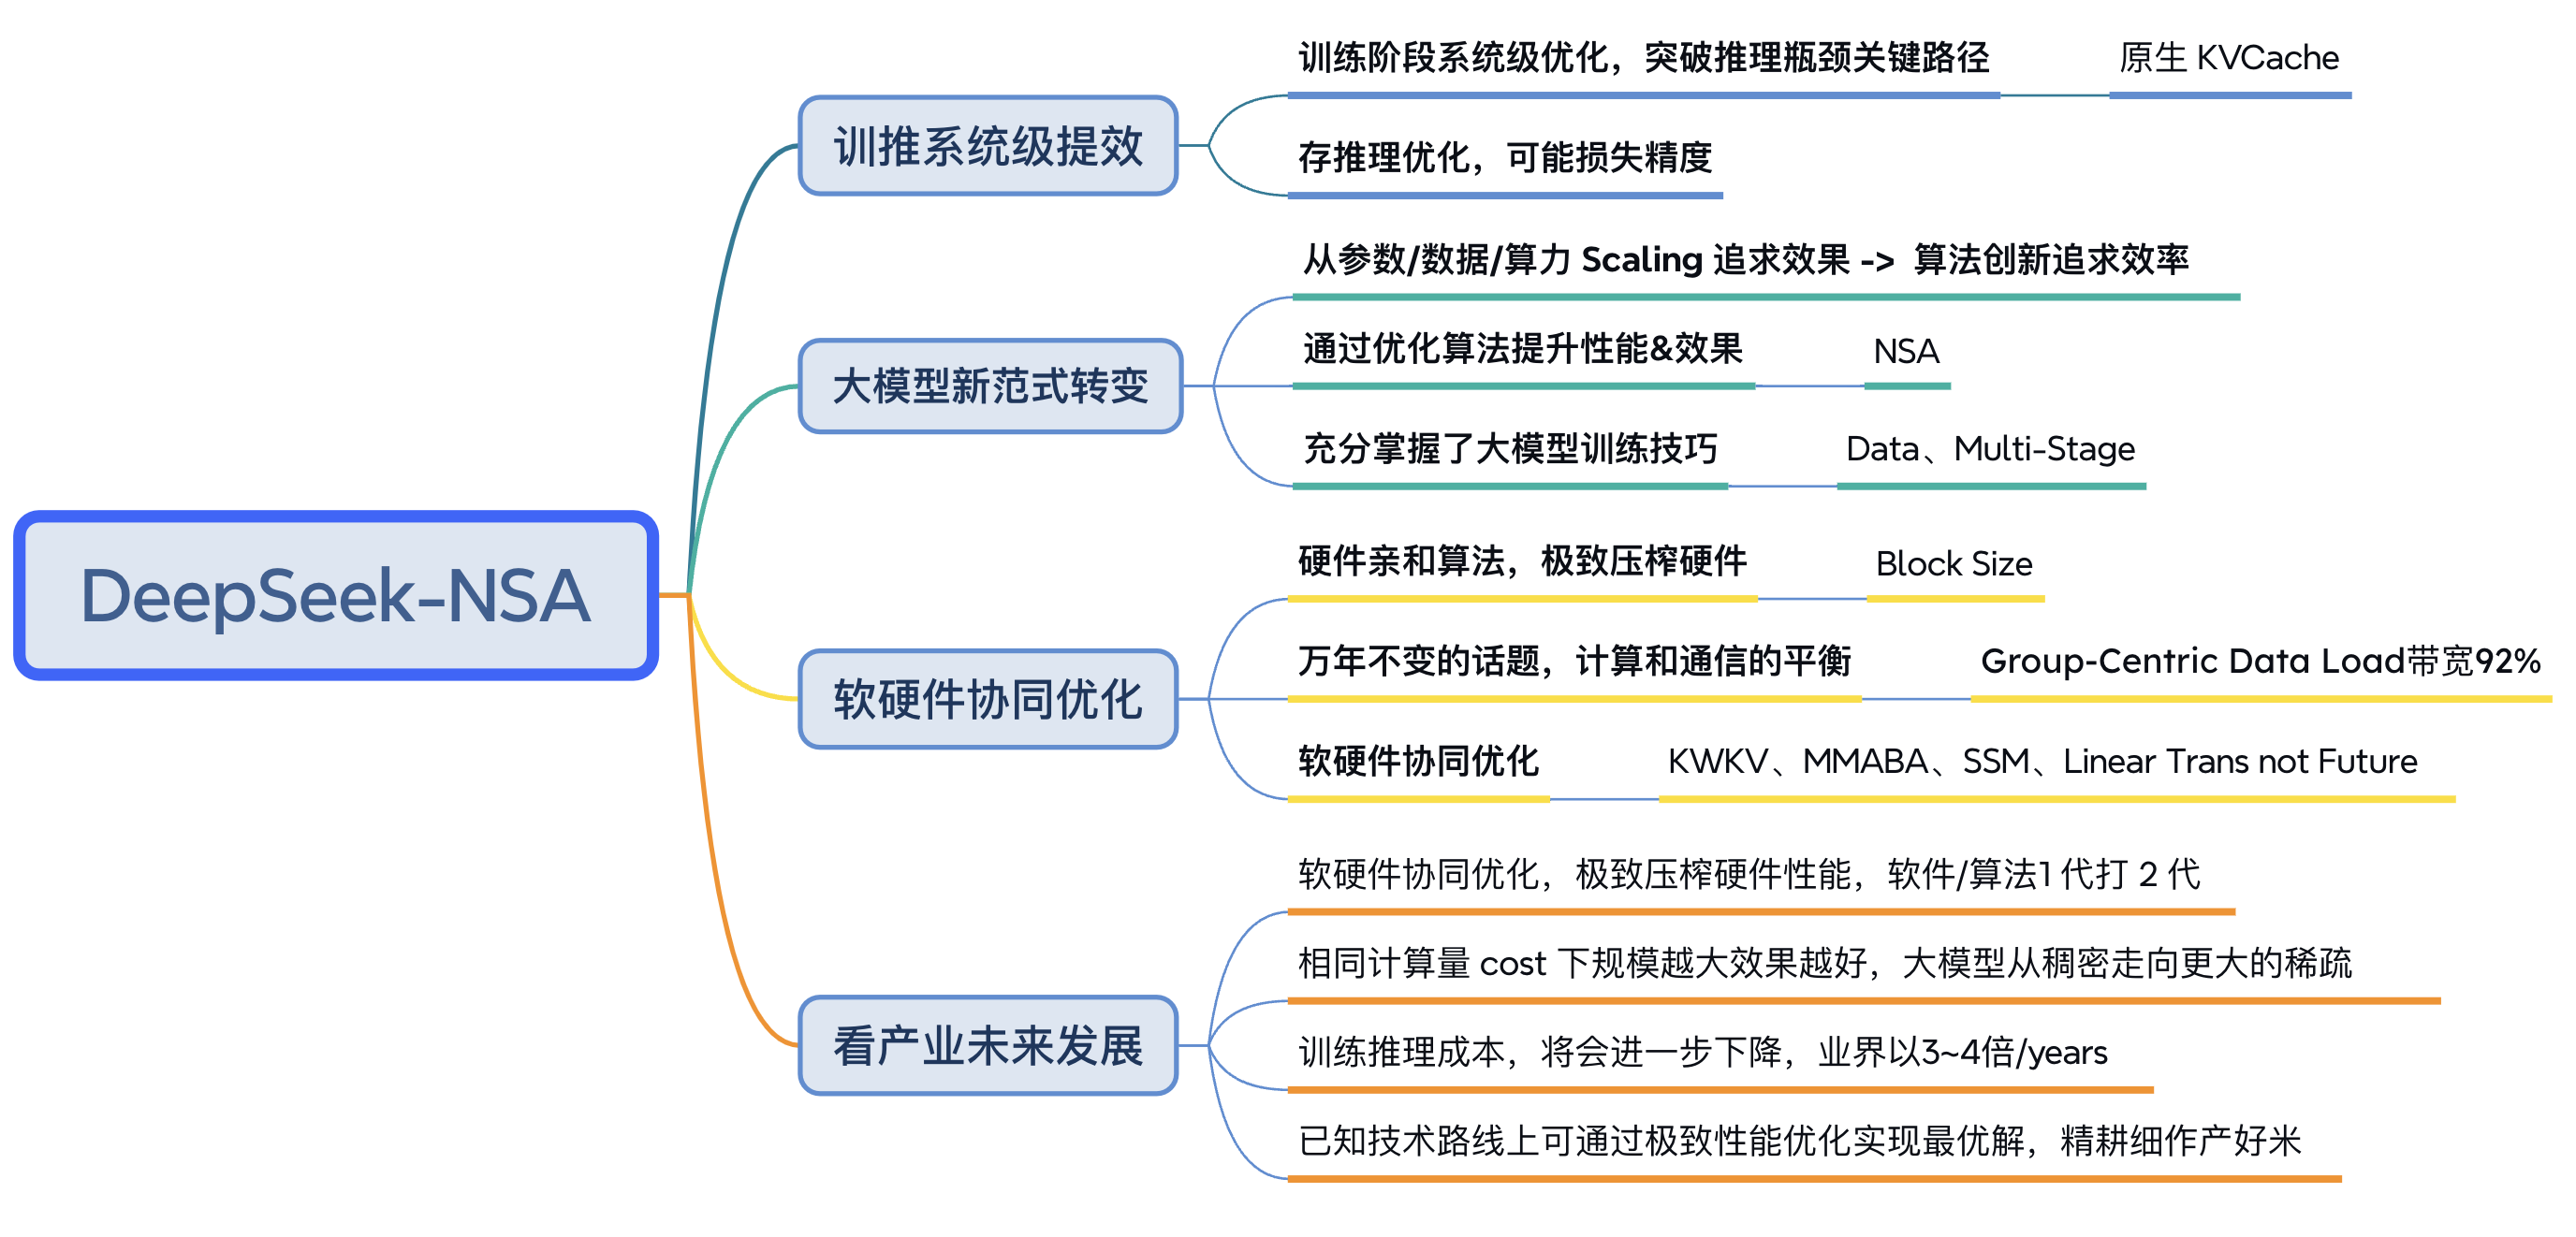 DeepSeek-NSA
训推系统级提效
训练阶段系统级优化，突破推理瓶颈关键路径
原生 KVCache
存推理优化，可能损失精度
大模型新范式转变
从参数/数据/算力 Scaling 追求效果 -> 算法创新追求效率
通过优化算法提升性能&效果
NSA
充分掌握了大模型训练技巧
Data、Multi-Stage
软硬件协同优化
硬件亲和算法，极致压榨硬件
Block Size
万年不变的话题，计算和通信的平衡
Group-Centric Data Load带宽92%
软硬件协同优化
KWKV、MMABA、SSM、Linear Trans not Future
看产业未来发展
软硬件协同优化，极致压榨硬件性能，软件/算法1 代打 2 代
相同计算量 cost 下规模越大效果越好，大模型从稠密走向更大的稀疏
训练推理成本，将会进一步下降，业界以3~4倍/years
已知技术路线上可通过极致性能优化实现最优解，精耕细作产好米